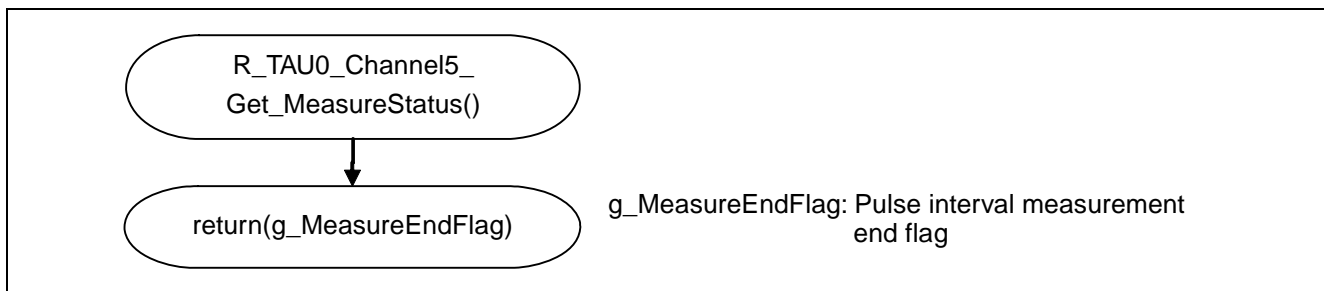 R_TAU0_Channel5_
Get_MeasureStatus()
return(g_MeasureEndFlag)
g_MeasureEndFlag: Pulse interval measurement
end flag